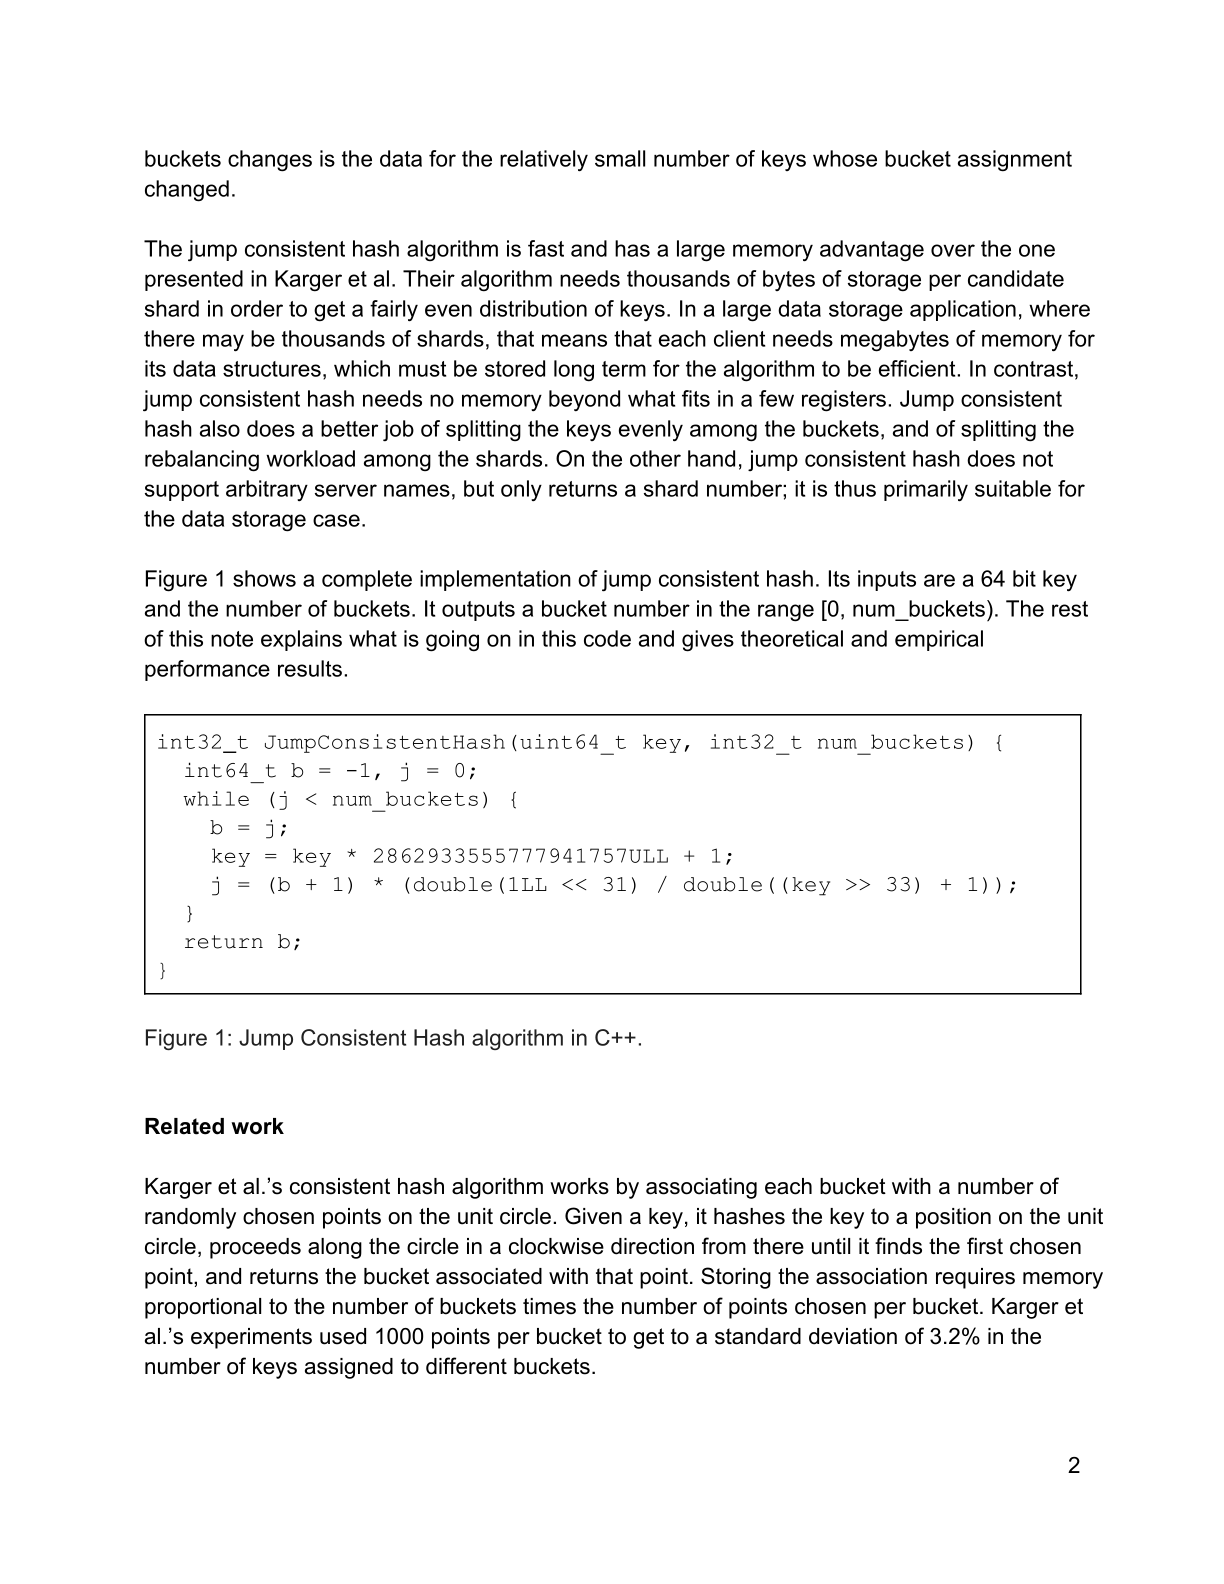 buckets changes is the data for the relatively small number of keys whose bucket assignment
changed.
The jump consistent hash algorithm is fast and has a large memory advantage over the one
presented in Karger et al. Their algorithm needs thousands of bytes of storage per candidate
shard in order to get a fairly even distribution of keys. In a large data storage application, where
there may be thousands of shards, that means that each client needs megabytes of memory for
its data structures, which must be stored long term for the algorithm to be efficient. In contrast,
jump consistent hash needs no memory beyond what fits in a few registers. Jump consistent
hash also does a better job of splitting the keys evenly among the buckets, and of splitting the
rebalancing workload among the shards. On the other hand, jump consistent hash does not
support arbitrary server names, but only returns a shard number; it is thus primarily suitable for
the data storage case.
Figure 1 shows a complete implementation of jump consistent hash. Its inputs are a 64 bit key
and the number of buckets. It outputs a bucket number in the range [0, num_buckets). The rest
of this note explains what is going on in this code and gives theoretical and empirical
performance results.
int32_t JumpConsistentHash(uint64_t key, int32_t num_buckets) {
  int64_t b = -1, j = 0;
  while (j < num_buckets) {
    b = j;
    key = key * 2862933555777941757ULL + 1;
    j = (b + 1) * (double(1LL << 31) / double((key >> 33) + 1));
  }
  return b;
}
Figure 1: Jump Consistent Hash algorithm in C++.
Related work
Karger et al.’s consistent hash algorithm works by associating each bucket with a number of
randomly chosen points on the unit circle. Given a key, it hashes the key to a position on the unit
circle, proceeds along the circle in a clockwise direction from there until it finds the first chosen
point, and returns the bucket associated with that point. Storing the association requires memory
proportional to the number of buckets times the number of points chosen per bucket. Karger et
al.’s experiments used 1000 points per bucket to get to a standard deviation of 3.2% in the
number of keys assigned to different buckets.
2